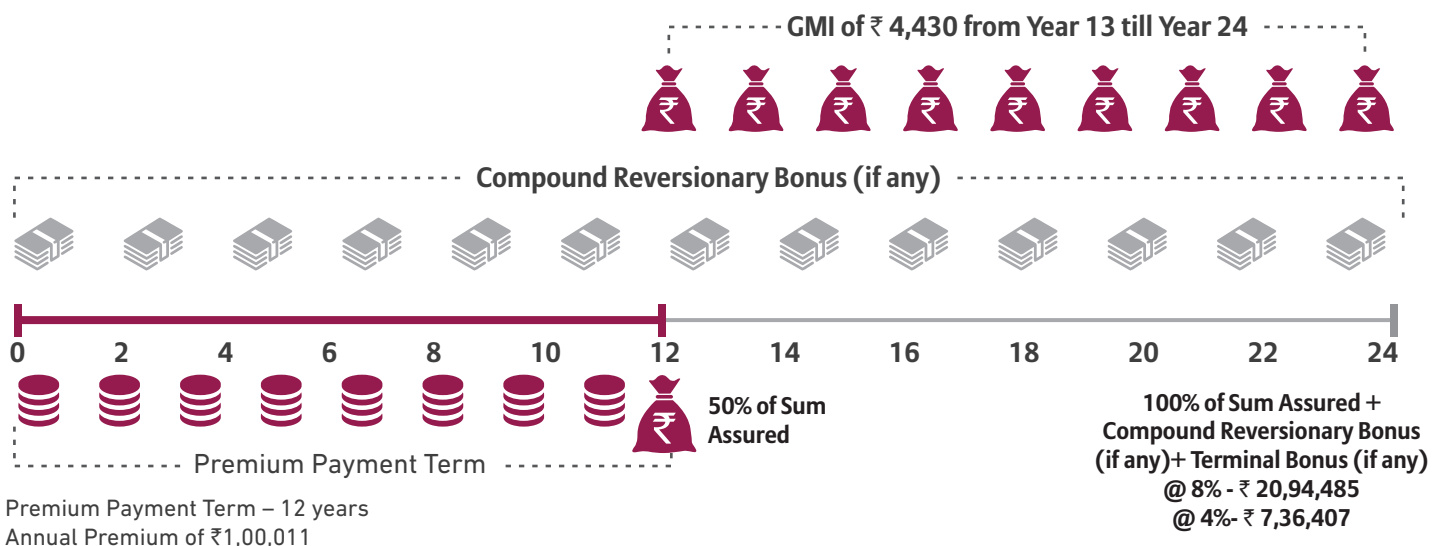 GMI of ₹ 4,430 from Year 13 till Year 24
₹ ₹ ₹ ₹ ₹ ₹ ₹ ₹ ₹
Compound Reversionary Bonus (if any)
0 2 4 6 8 10 12 14 16 18 20 22 24
₹
50% of Sum
Assured
100% of Sum Assured +
Compound Reversionary Bonus
(if any)+ Terminal Bonus (if any)
@ 8% - ₹ 20,94,485
@ 4%- ₹ 7,36,407
Premium Payment Term
Premium Payment Term – 12 years
Annual Premium of ₹1,00,011